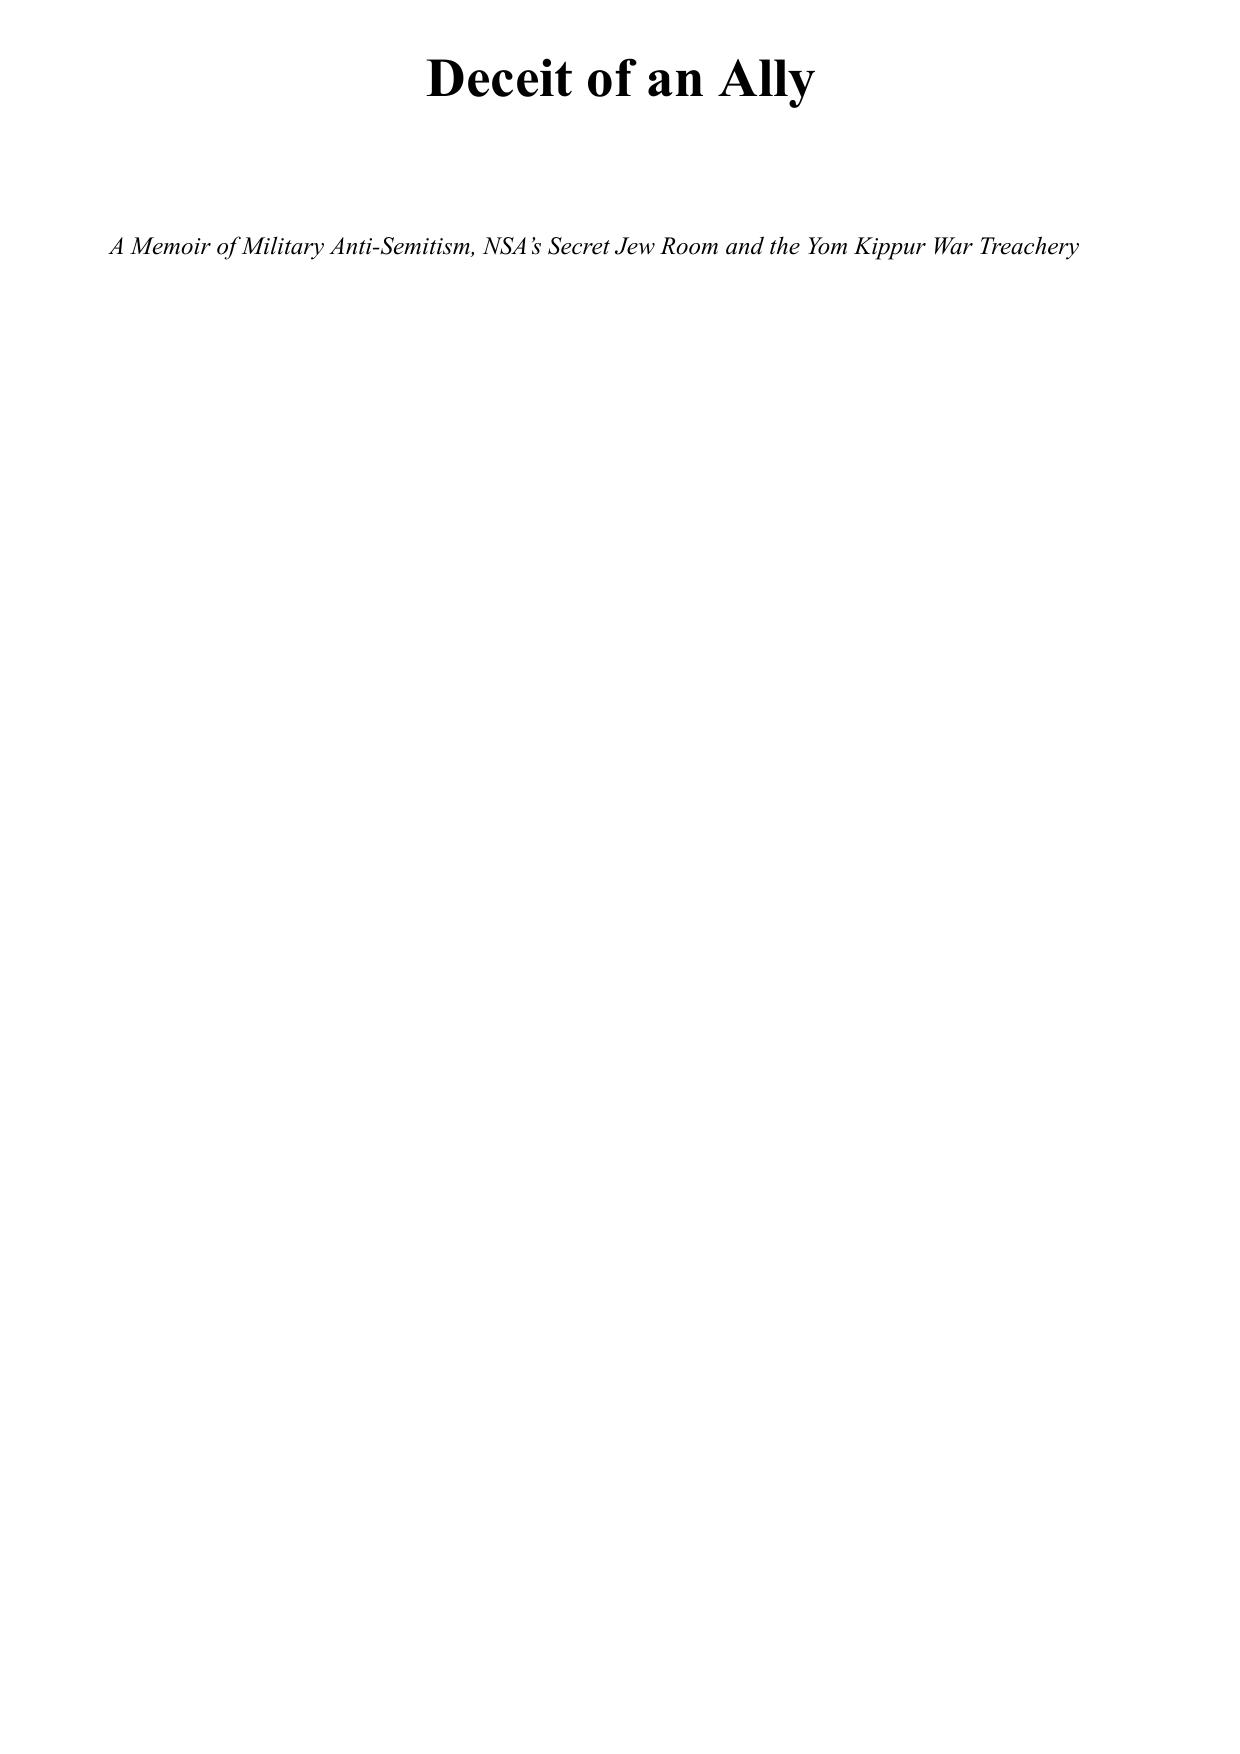 Deceit of an Ally
A Memoir of Military Anti-Semitism, NSA’s Secret Jew Room and the Yom Kippur War Treachery